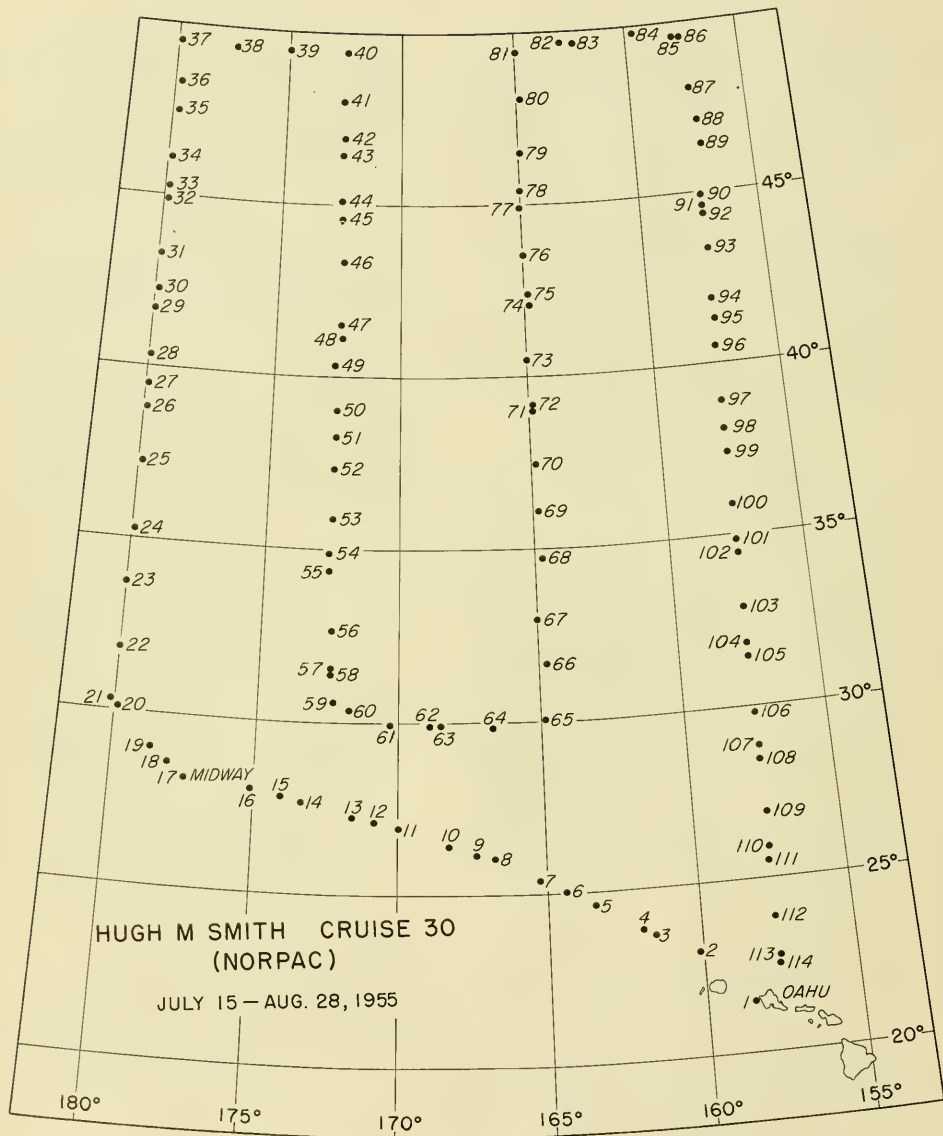 37 38 39 40 81 82 83 84 85 86
36 41 80 87
35 42 88
34 43 79 89
33 44 78 90 45°
32 45 77 91 92
31 46 76 93
30 75 94
29 47 74 95
28 48 96 40°
27 49 73
26 50 71 72 97
51 98
25 52 70 99
24 53 69 100 35°
54 68 101
23 55 102
56 67 103
22 57 58 66 104 105
21 20 59 60 61 62 63 64 65 106 30°
19 107
18 108
17 MIDWAY
16 15 14 13 12 11 109
10 9 8 110
7 111 25°
6
5 4 3 2 112
HUGH M SMITH CRUISE 30
(NORPAC)
113 114
JULY 15 – AUG. 28, 1955
1 OAHU
20°
180° 175° 170° 165° 160° 155°